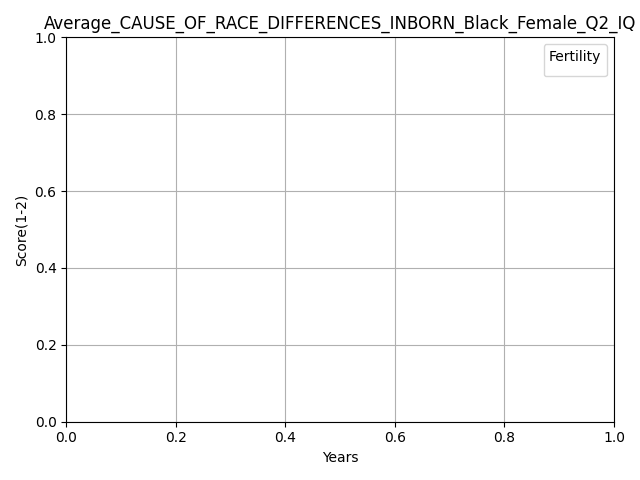 Average_CAUSE_OF_RACE_DIFFERENCES_INBORN_Black_Female_Q2_IQ
Fertility
1.0
0.8
0.6
0.4
0.2
0.0
Score(1-2)
0.0 0.2 0.4 0.6 0.8 1.0
Years